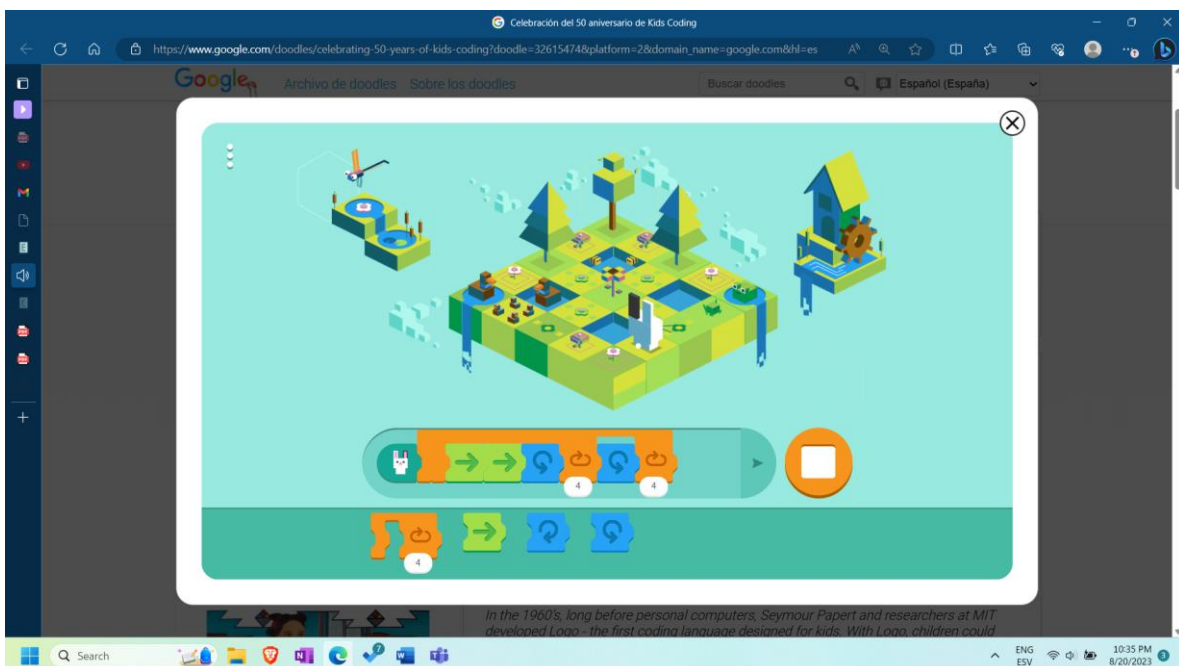 Celebración del 50 aniversario de Kids Coding
https://www.google.com/doodles/celebrating-50-years-of-kids-coding?doodle=32615474&platform=2&domain_name=google.com&hl=es
Google
Archivo de doodles
Sobre los doodles
Buscar doodles
Español (España)
4
4
4
In the 1960's, long before personal computers, Seymour Papert and researchers at MIT
developed Logo - the first coding language designed for kids. With Logo, children could
Search
ENG
ESV
10:35 PM
8/20/2023